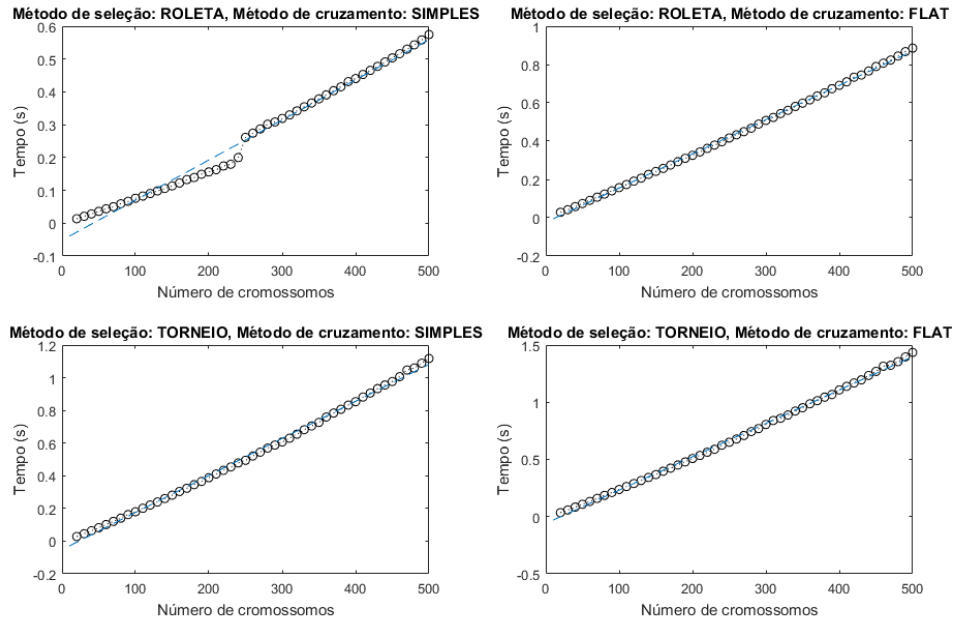 Método de seleção: ROLETA, Método de cruzamento: SIMPLES
0.6
0.5
0.4
0.3
0.2
0.1
0
-0.1
Tempo (s)
0 100 200 300 400 500
Número de cromossomos
Método de seleção: ROLETA, Método de cruzamento: FLAT
1
0.8
0.6
0.4
0.2
0
-0.2
Tempo (s)
0 100 200 300 400 500
Número de cromossomos
Método de seleção: TORNEIO, Método de cruzamento: SIMPLES
1.2
1
0.8
0.6
0.4
0.2
0
-0.2
Tempo (s)
0 100 200 300 400 500
Número de cromossomos
Método de seleção: TORNEIO, Método de cruzamento: FLAT
1.5
1
0.5
0
-0.5
Tempo (s)
0 100 200 300 400 500
Número de cromossomos